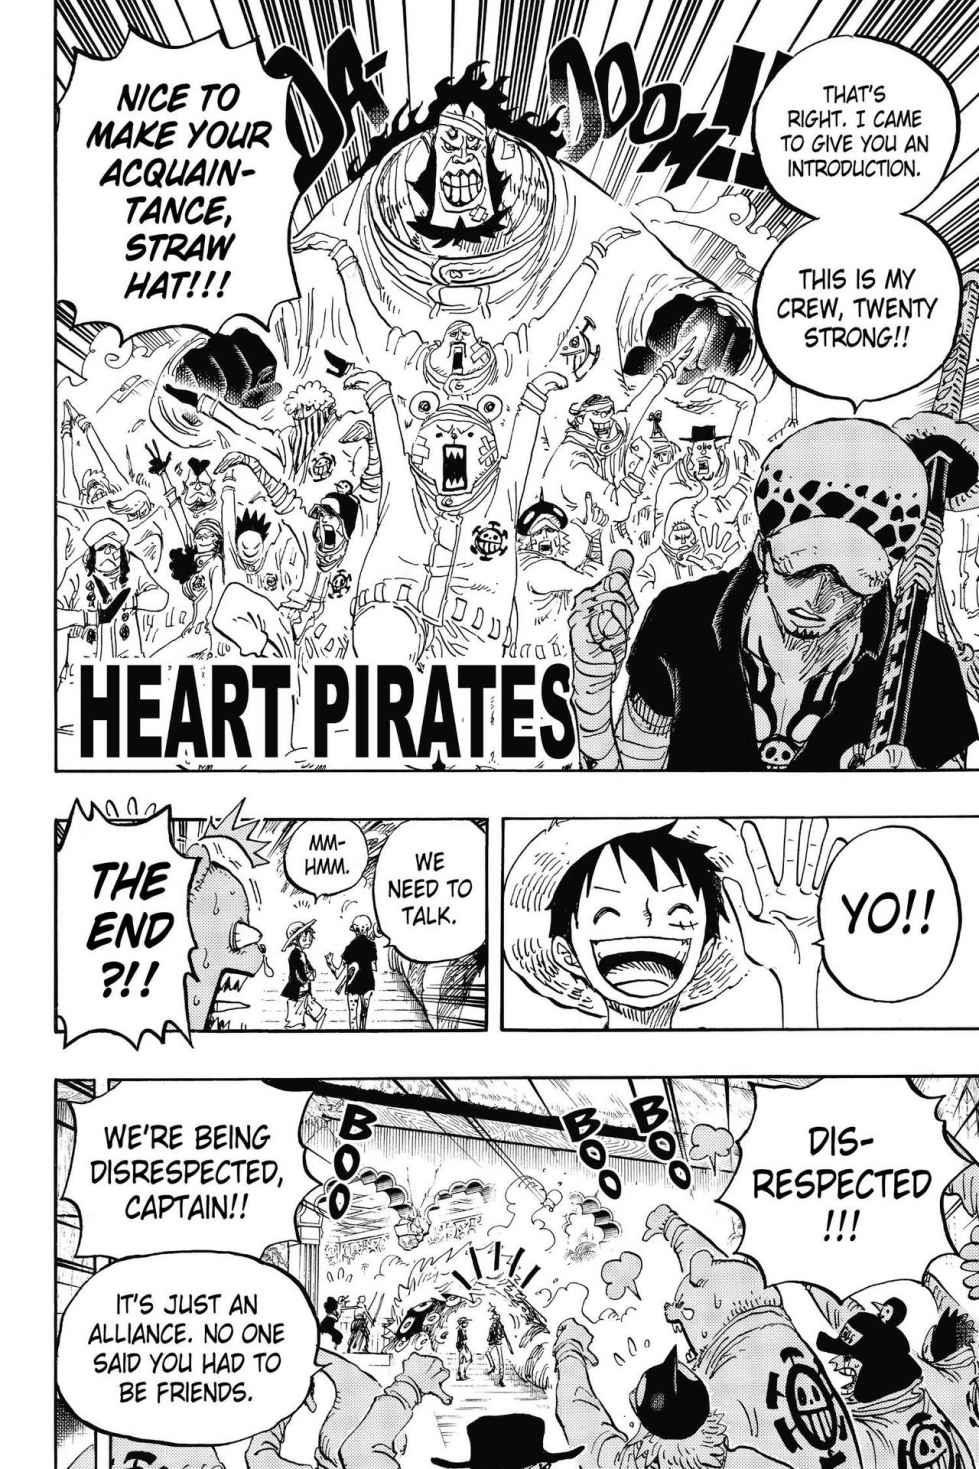 THAT'S
RIGHT. I CAME
TO GIVE YOU AN
INTRODUCTION.
THIS IS MY
CREW, TWENTY
STRONG!!
DA-
DOOM!!
NICE TO
MAKE YOUR
ACQUAIN-
TANCE,
STRAW
HAT!!!
HEART PIRATES
YO!!
WE
NEED TO
TALK.
MM-
HMM.
THE
END
?!!
DIS-
RESPECTED
!!!
BOO
BOO
BOO
WE'RE BEING
DISRESPECTED,
CAPTAIN!!
IT'S JUST AN
ALLIANCE. NO ONE
SAID YOU HAD TO
BE FRIENDS.